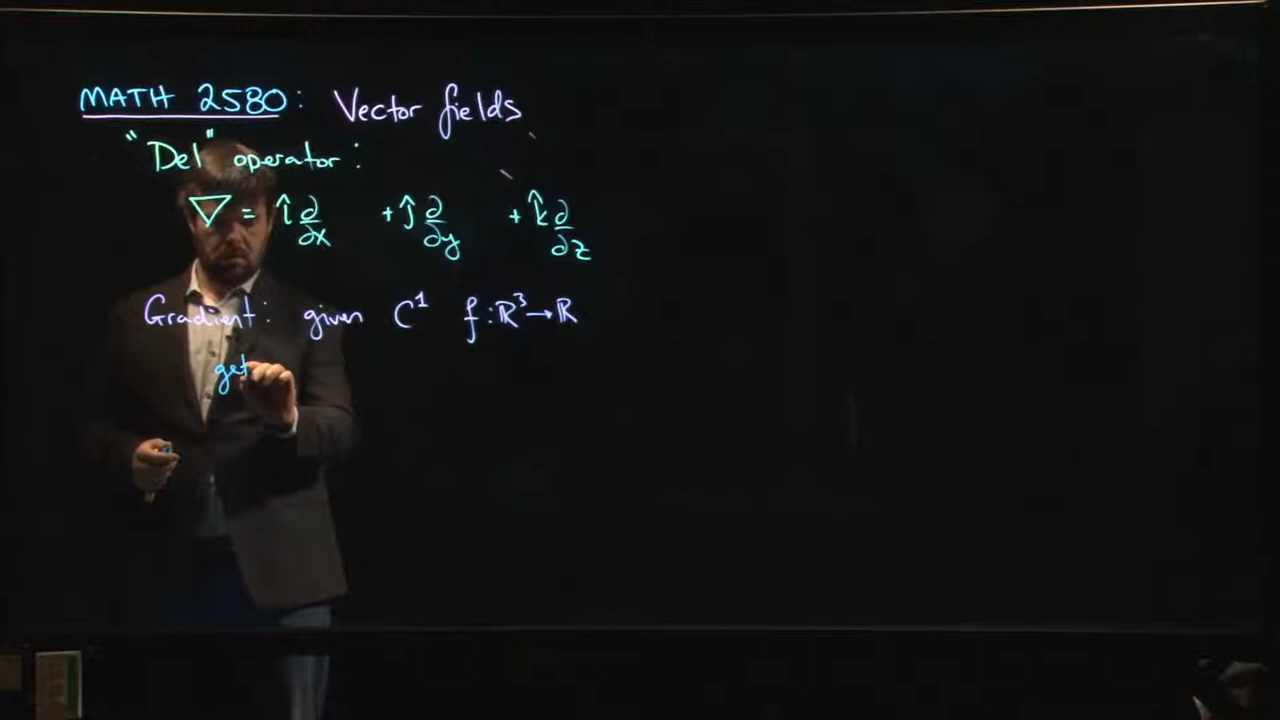 MATH 2580: Vector fields
"Del" operator:
∇ = î ∂/∂x + ĵ ∂/∂y + k̂ ∂/∂z
Gradient: given C¹ f:ℝ³→ℝ
get